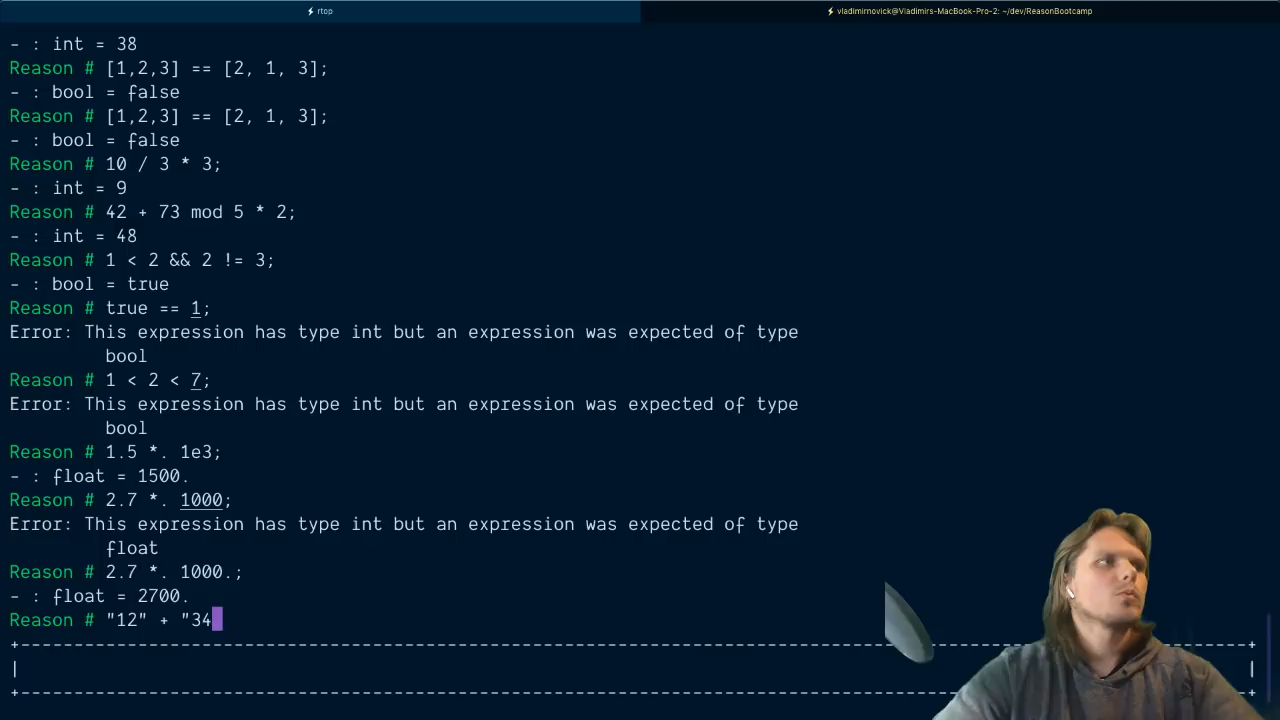 ⚡ rtop
⚡ vladimirnovick@Vladimirs-MacBook-Pro-2: ~/dev/ReasonBootcamp
- : int = 38
Reason # [1,2,3] == [2, 1, 3];
- : bool = false
Reason # [1,2,3] == [2, 1, 3];
- : bool = false
Reason # 10 / 3 * 3;
- : int = 9
Reason # 42 + 73 mod 5 * 2;
- : int = 48
Reason # 1 < 2 && 2 != 3;
- : bool = true
Reason # true == 1;
Error: This expression has type int but an expression was expected of type
bool
Reason # 1 < 2 < 7;
Error: This expression has type int but an expression was expected of type
bool
Reason # 1.5 *. 1e3;
- : float = 1500.
Reason # 2.7 *. 1000;
Error: This expression has type int but an expression was expected of type
float
Reason # 2.7 *. 1000.;
- : float = 2700.
Reason # "12" + "34